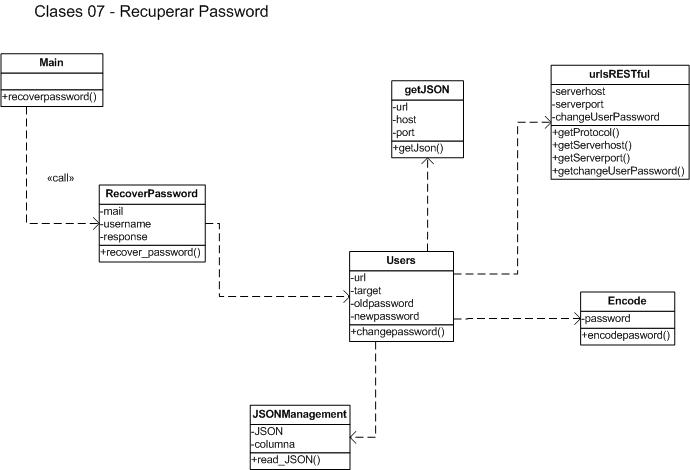 Clases 07 - Recuperar Password
Main
+recoverpassword()
«call»
RecoverPassword
-mail
-username
-response
+recover_password()
getJSON
-url
-host
-port
+getJson()
urlsRESTful
-serverhost
-serverport
-changeUserPassword
+getProtocol()
+getServerhost()
+getServerport()
+getchangeUserPassword()
Users
-url
-target
-oldpassword
-newpassword
+changepassword()
Encode
-password
+encodepasword()
JSONManagement
-JSON
-columna
+read_JSON()